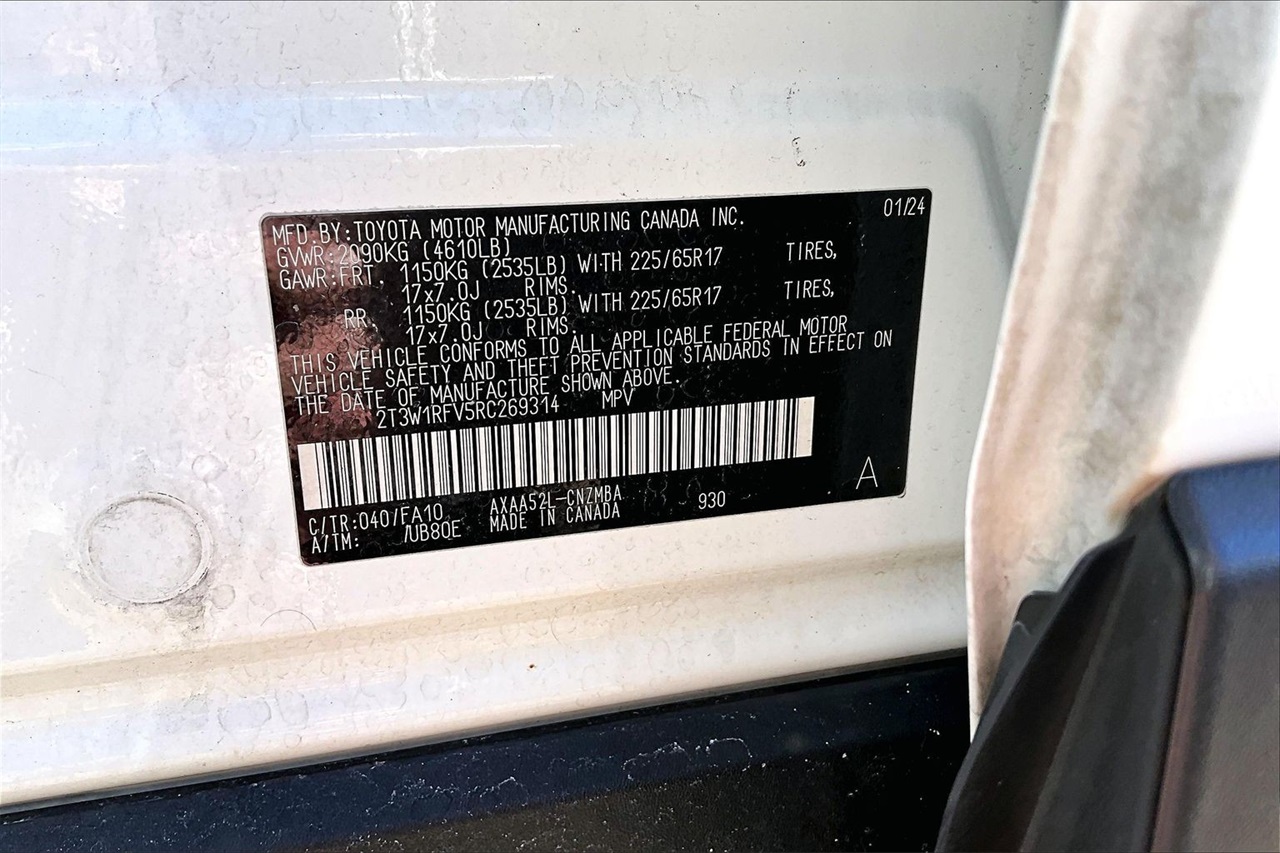 01/24
MFD.BY:TOYOTA MOTOR MANUFACTURING CANADA INC.
GVWR:2090KG (4610LB)
GAWR:FRT. 1150KG (2535LB) WITH 225/65R17 TIRES,
17x7.0J RIMS.
RR. 1150KG (2535LB) WITH 225/65R17 TIRES,
17x7.0J RIMS.
THIS VEHICLE CONFORMS TO ALL APPLICABLE FEDERAL MOTOR
VEHICLE SAFETY AND THEFT PREVENTION STANDARDS IN EFFECT ON
THE DATE OF MANUFACTURE SHOWN ABOVE.
2T3W1RFV5RC269314 MPV
C/TR:040/FA10 AXAA52L-CNZMBA 930 A
A/TM: /UB80E MADE IN CANADA